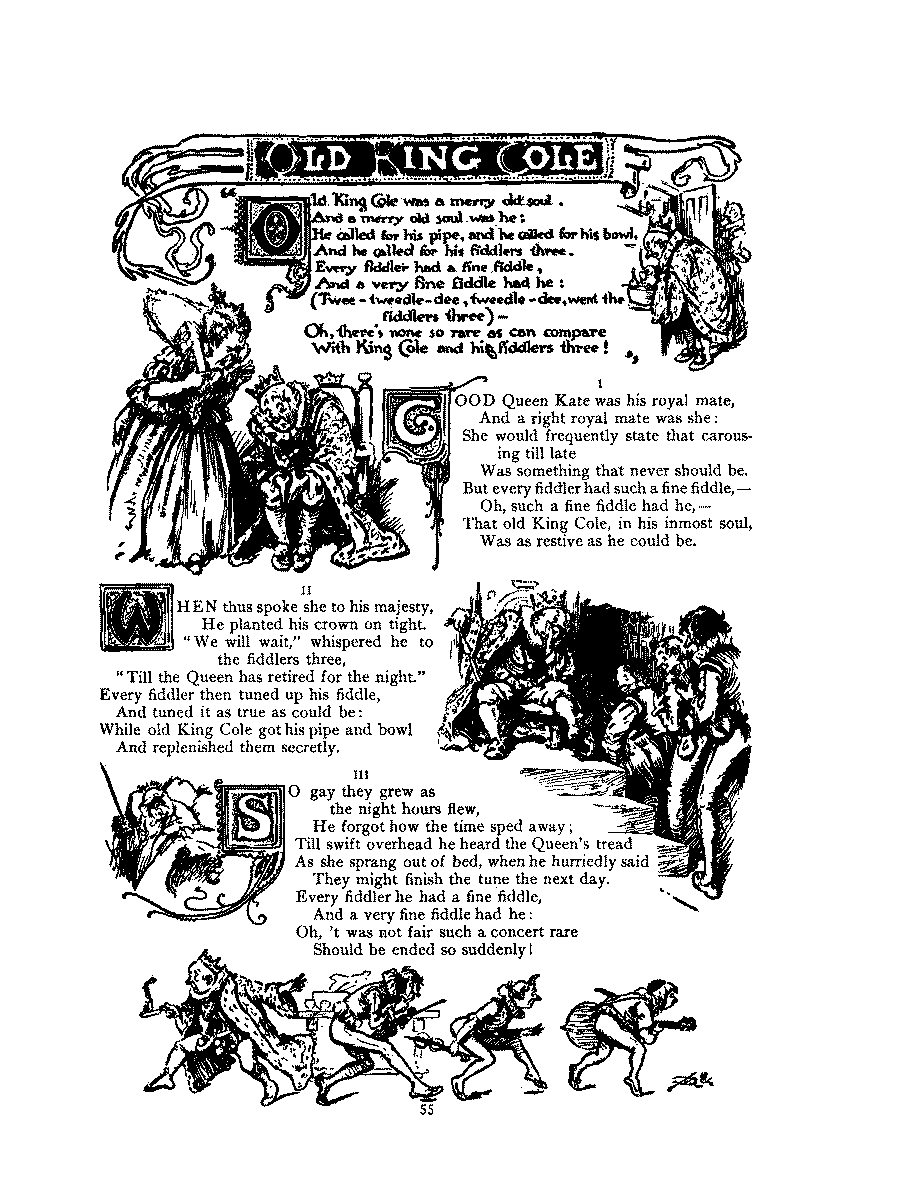 OLD KING COLE
"Old King Cole was a merry old soul.
And a merry old soul was he:
He called for his pipe, and he called for his bowl,
And he called for his fiddlers three.
Every fiddler had a fine fiddle,
And a very fine fiddle had he:
(Twee-tweedle-dee, tweedle-dee, went the
fiddlers three)—
Oh, there's none so rare as can compare
With King Cole and his fiddlers three!"
I
GOOD Queen Kate was his royal mate,
And a right royal mate was she:
She would frequently state that carous-
ing till late
Was something that never should be.
But every fiddler had such a fine fiddle,—
Oh, such a fine fiddle had he,—
That old King Cole, in his inmost soul,
Was as restive as he could be.
II
WHEN thus spoke she to his majesty,
He planted his crown on tight.
"We will wait," whispered he to
the fiddlers three,
"Till the Queen has retired for the night."
Every fiddler then tuned up his fiddle,
And tuned it as true as could be:
While old King Cole got his pipe and bowl
And replenished them secretly.
III
SO gay they grew as
the night hours flew,
He forgot how the time sped away;
Till swift overhead he heard the Queen's tread
As she sprang out of bed, when he hurriedly said
They might finish the tune the next day.
Every fiddler he had a fine fiddle,
And a very fine fiddle had he:
Oh, 't was not fair such a concert rare
Should be ended so suddenly!
55